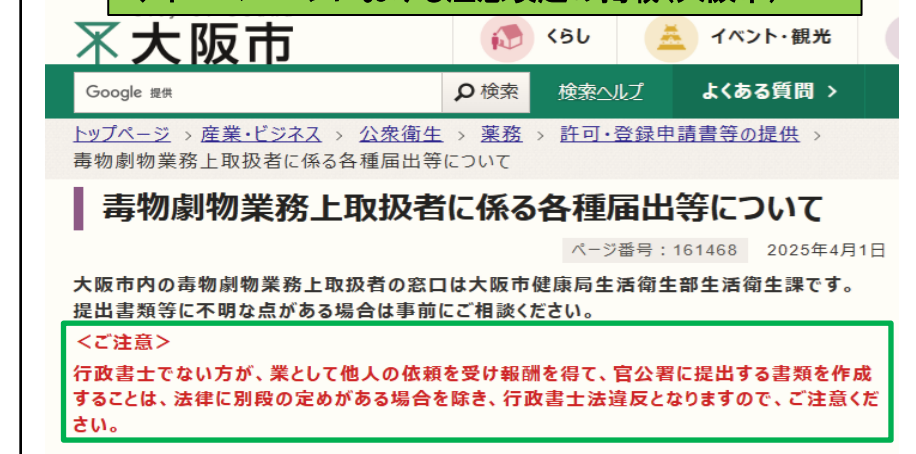 大阪市
くらし
イベント・観光
Google 提供
検索
検索ヘルプ
よくある質問 >
トップページ > 産業・ビジネス > 公衆衛生 > 薬務 > 許可・登録申請書等の提供 >
毒物劇物業務上取扱者に係る各種届出等について
毒物劇物業務上取扱者に係る各種届出等について
ページ番号：161468 2025年4月1日
大阪市内の毒物劇物業務上取扱者の窓口は大阪市健康局生活衛生部生活衛生課です。
提出書類等に不明な点がある場合は事前にご相談ください。
＜ご注意＞
行政書士でない方が、業として他人の依頼を受け報酬を得て、官公署に提出する書類を作成
することは、法律に別段の定めがある場合を除き、行政書士法違反となりますので、ご注意くだ
さい。